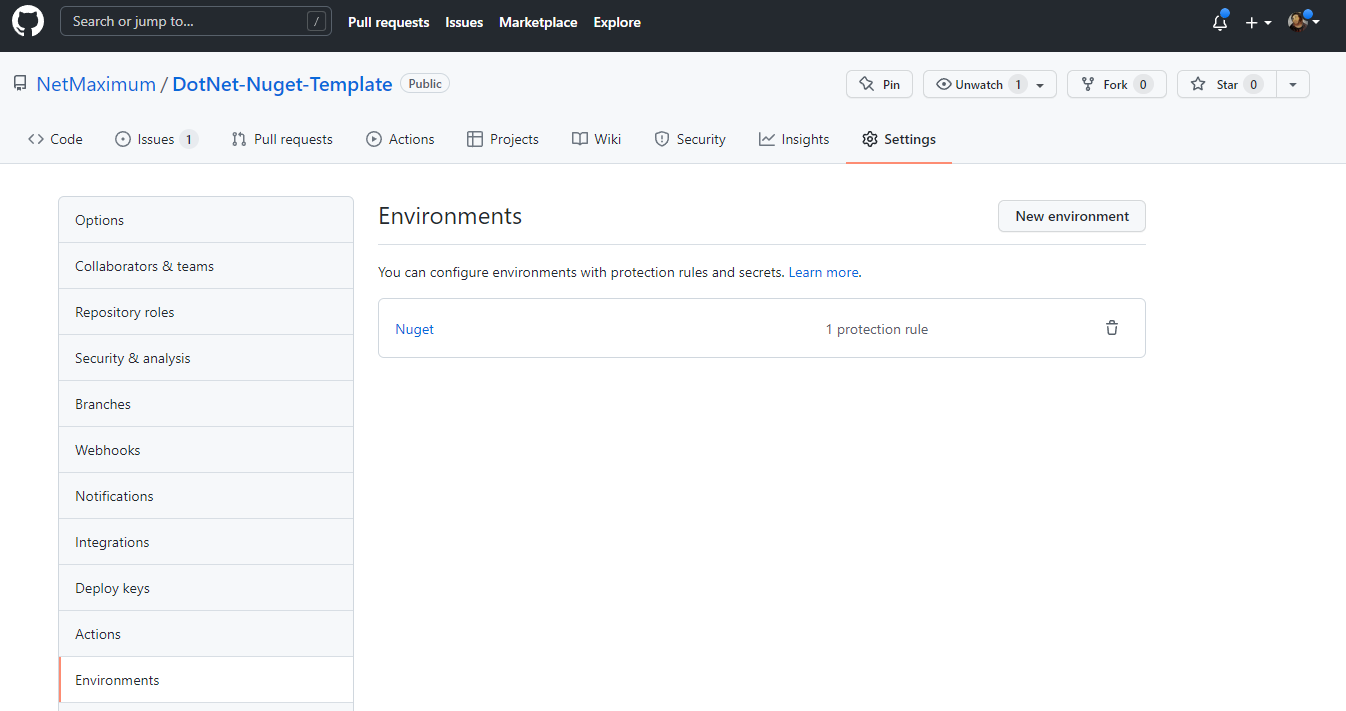 Search or jump to... / Pull requests Issues Marketplace Explore
NetMaximum / DotNet-Nuget-Template Public Pin Unwatch 1 Fork 0 Star 0
<> Code Issues 1 Pull requests Actions Projects Wiki Security Insights Settings
Options
Collaborators & teams
Repository roles
Security & analysis
Branches
Webhooks
Notifications
Integrations
Deploy keys
Actions
Environments
Environments New environment
You can configure environments with protection rules and secrets. Learn more.
Nuget 1 protection rule